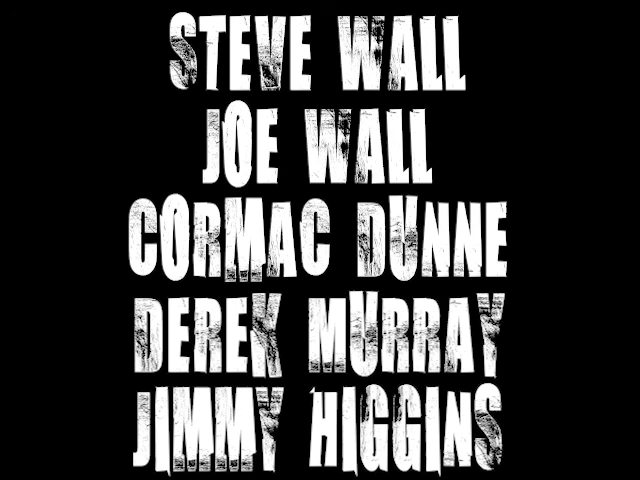 STEVE WALL
JOE WALL
CORMAC DUNNE
DEREK MURRAY
JIMMY HIGGINS